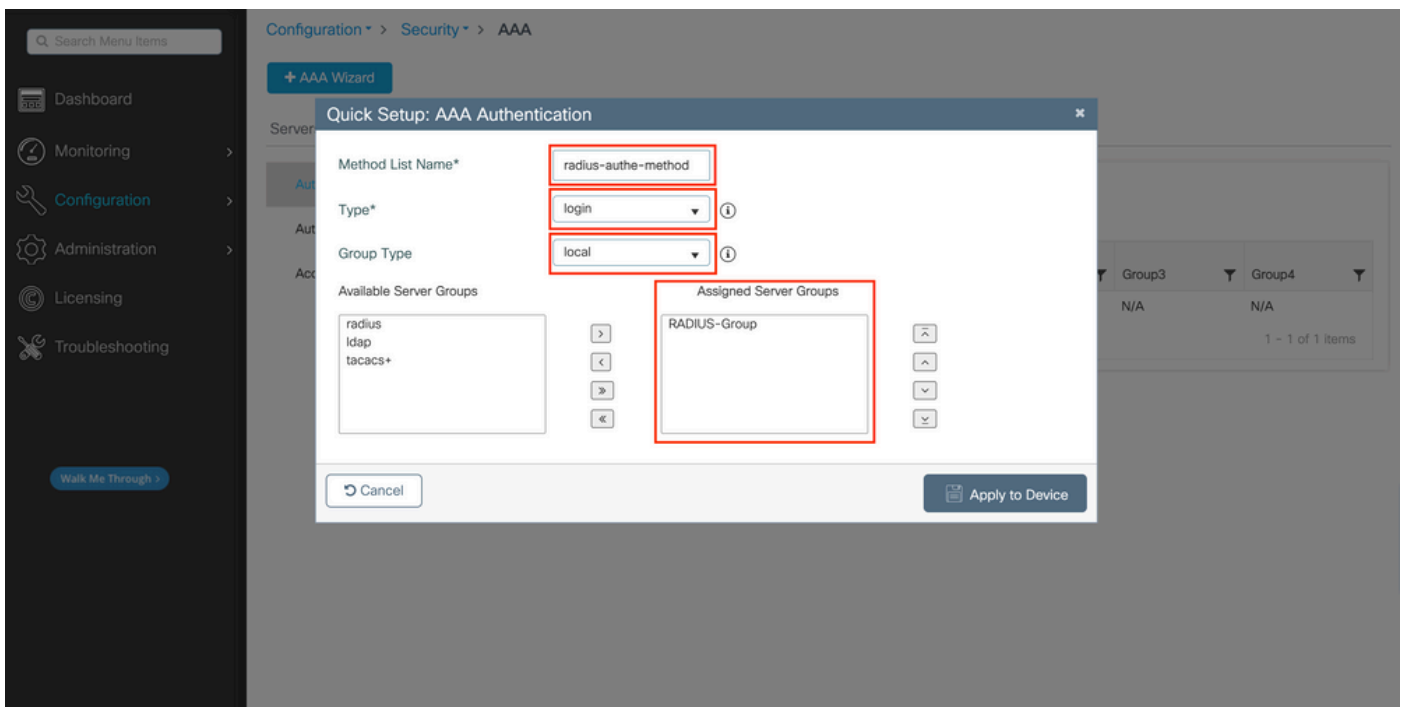 Search Menu Items
Dashboard
Monitoring
Configuration
Administration
Licensing
Troubleshooting
Walk Me Through >
Configuration > Security > AAA
+ AAA Wizard
Server
Aut
Aut
Acc
Quick Setup: AAA Authentication
Method List Name* radius-authe-method
Type* login
Group Type local
Available Server Groups Assigned Server Groups
radius
ldap
tacacs+
RADIUS-Group
Cancel Apply to Device
Group3 Group4
N/A N/A
1 - 1 of 1 items